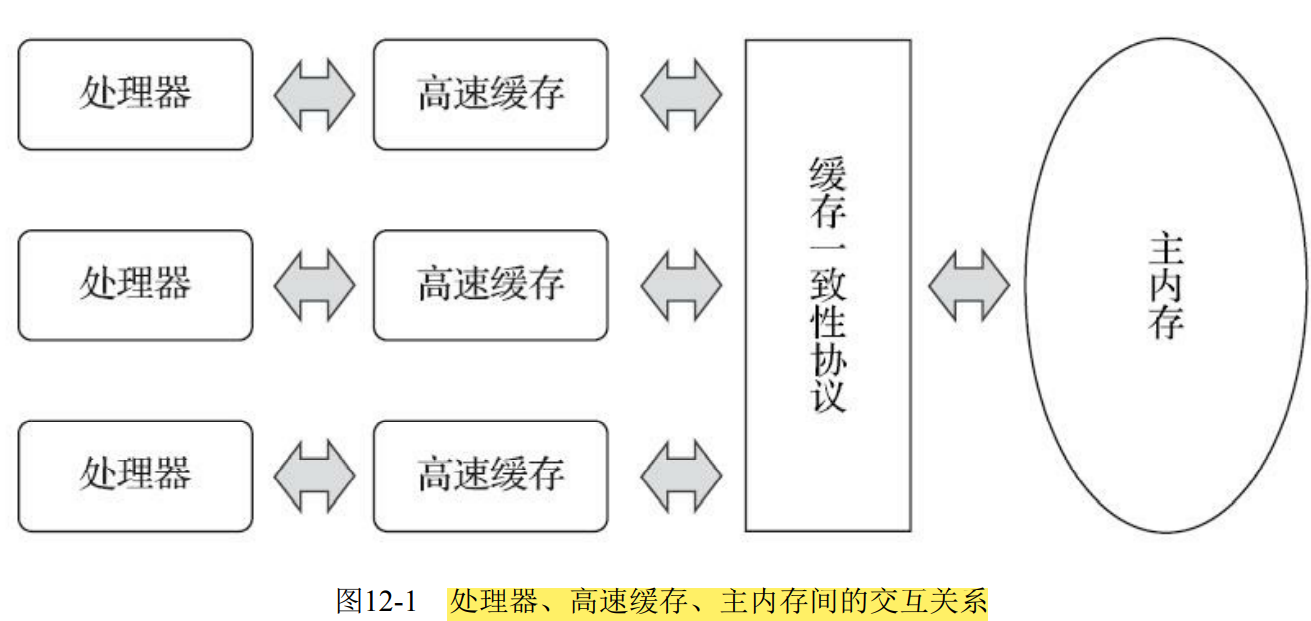 处理器
高速缓存
处理器
高速缓存
处理器
高速缓存
缓存一致性协议
主内存
图12-1 处理器、高速缓存、主内存间的交互关系